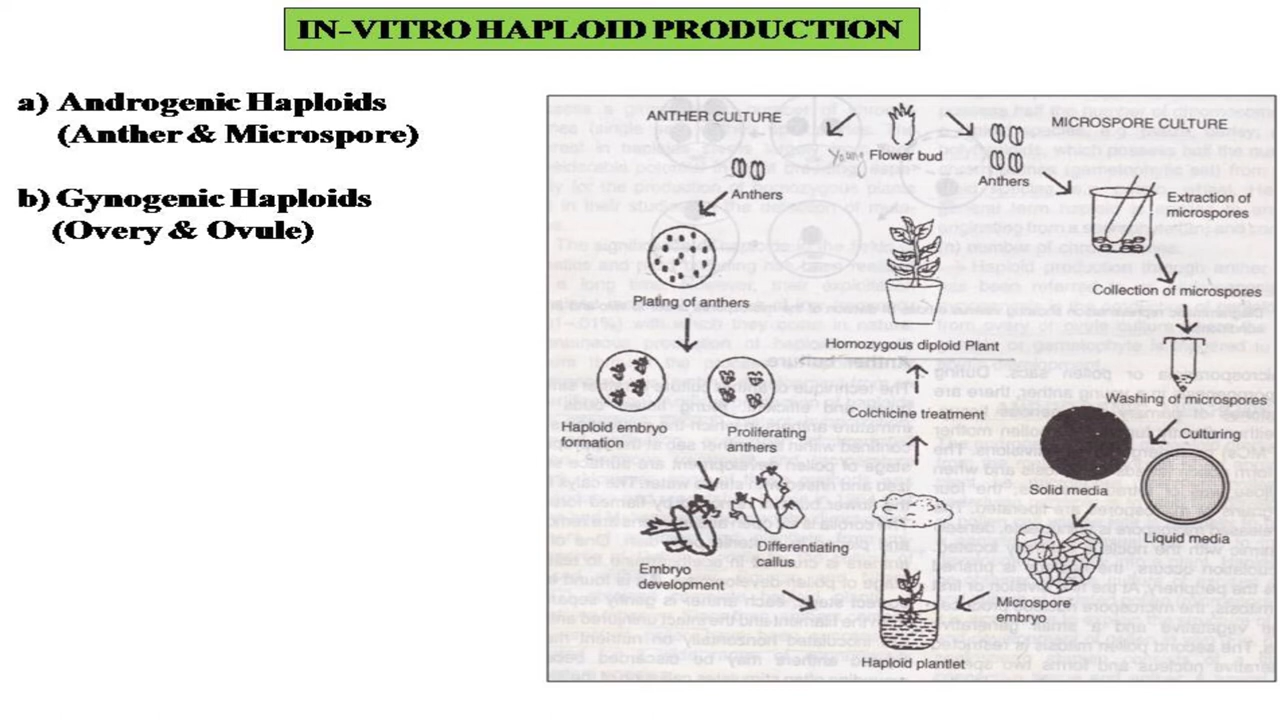 IN-VITRO HAPLOID PRODUCTION
a) Androgenic Haploids
(Anther & Microspore)
b) Gynogenic Haploids
(Overy & Ovule)
ANTHER CULTURE
MICROSPORE CULTURE
Young
Flower bud
Anthers
Anthers
Extraction of
microspores
Plating of anthers
Collection of microspores
Homozygous diploid Plant
Washing of microspores
Colchicine treatment
Haploid embryo
formation
Proliferating
anthers
Culturing
Solid media
Liquid media
Differentiating
callus
Embryo
development
Microspore
embryo
Haploid plantlet